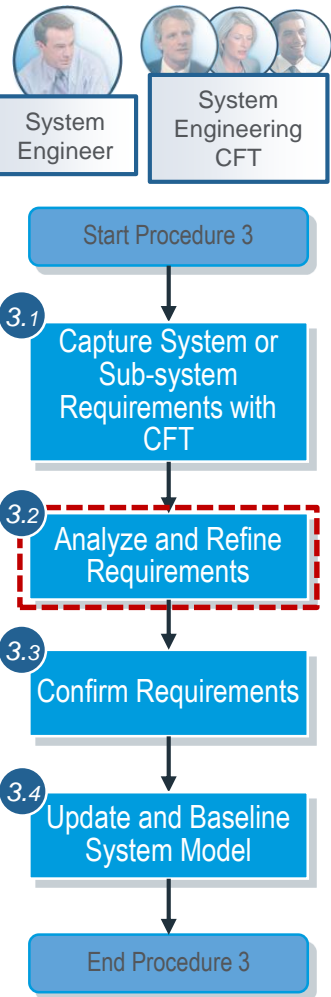 System
Engineer
System
Engineering
CFT
Start Procedure 3
3.1
Capture System or
Sub-system
Requirements with
CFT
3.2
Analyze and Refine
Requirements
3.3
Confirm Requirements
3.4
Update and Baseline
System Model
End Procedure 3